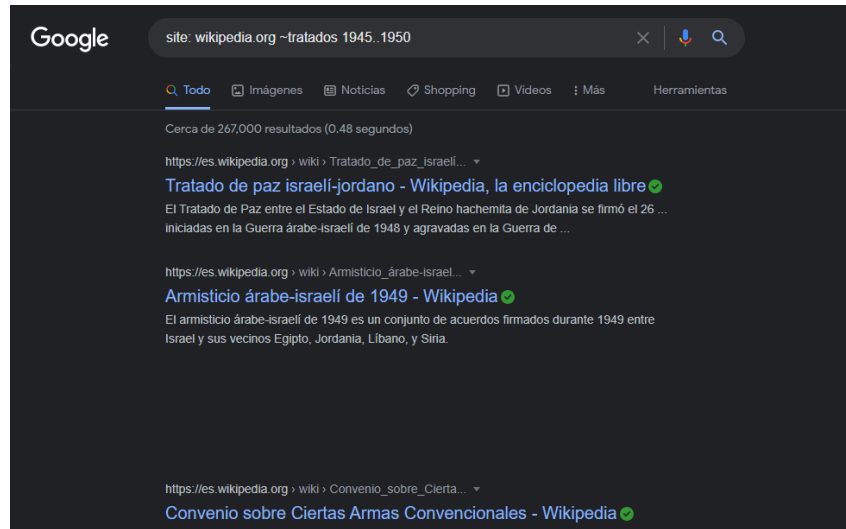 Google
site: wikipedia.org ~tratados 1945..1950
Todo Imágenes Noticias Shopping Videos Más Herramientas
Cerca de 267,000 resultados (0.48 segundos)
https://es.wikipedia.org › wiki › Tratado_de_paz_israelí...
Tratado de paz israelí-jordano - Wikipedia, la enciclopedia libre
El Tratado de Paz entre el Estado de Israel y el Reino hachemita de Jordania se firmó el 26 ...
iniciadas en la Guerra árabe-israelí de 1948 y agravadas en la Guerra de ...
https://es.wikipedia.org › wiki › Armisticio_árabe-israel...
Armisticio árabe-israelí de 1949 - Wikipedia
El armisticio árabe-israelí de 1949 es un conjunto de acuerdos firmados durante 1949 entre
Israel y sus vecinos Egipto, Jordania, Líbano, y Siria.
https://es.wikipedia.org › wiki › Convenio_sobre_Cierta...
Convenio sobre Ciertas Armas Convencionales - Wikipedia